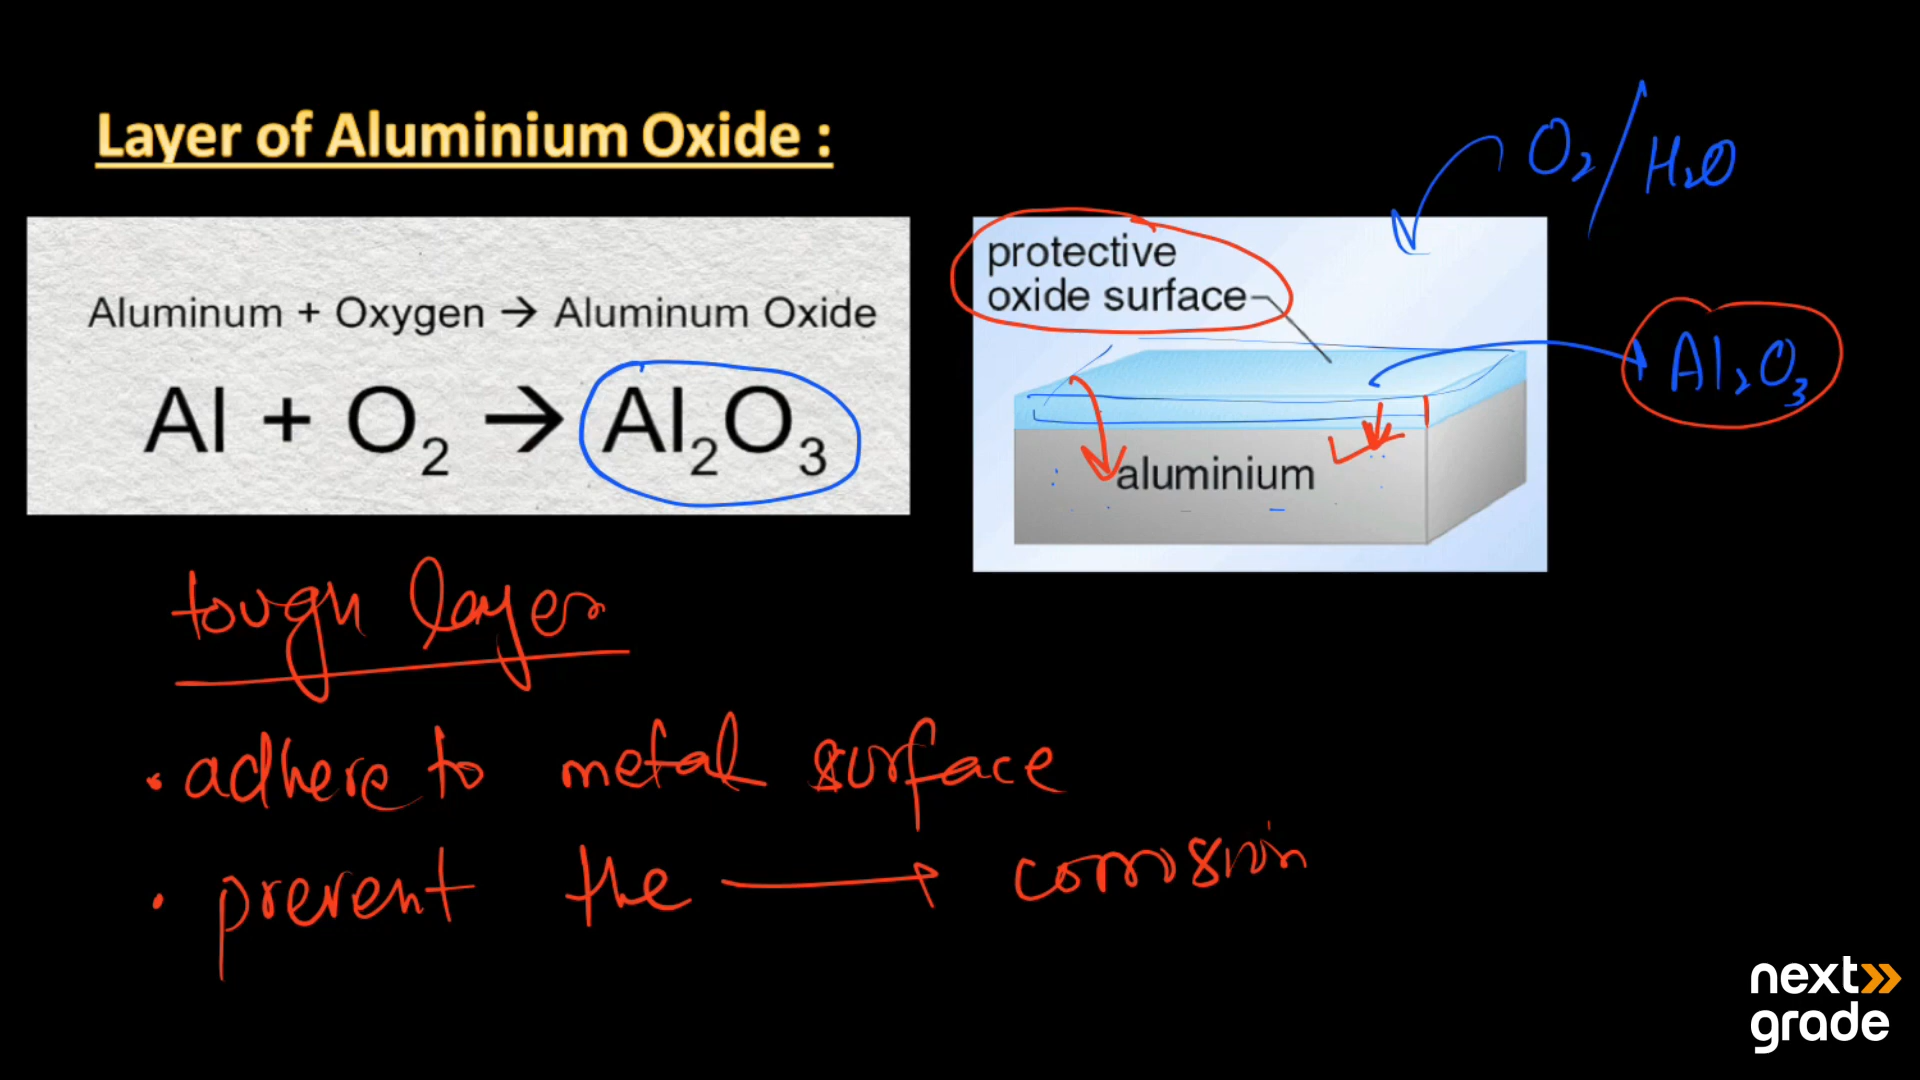 Layer of Aluminium Oxide :
O₂/H₂O
Aluminum + Oxygen → Aluminum Oxide
Al + O₂ → Al₂O₃
protective
oxide surface
Al₂O₃
aluminium
tough layer
• adhere to metal surface
• prevent the → corrosion
next
grade